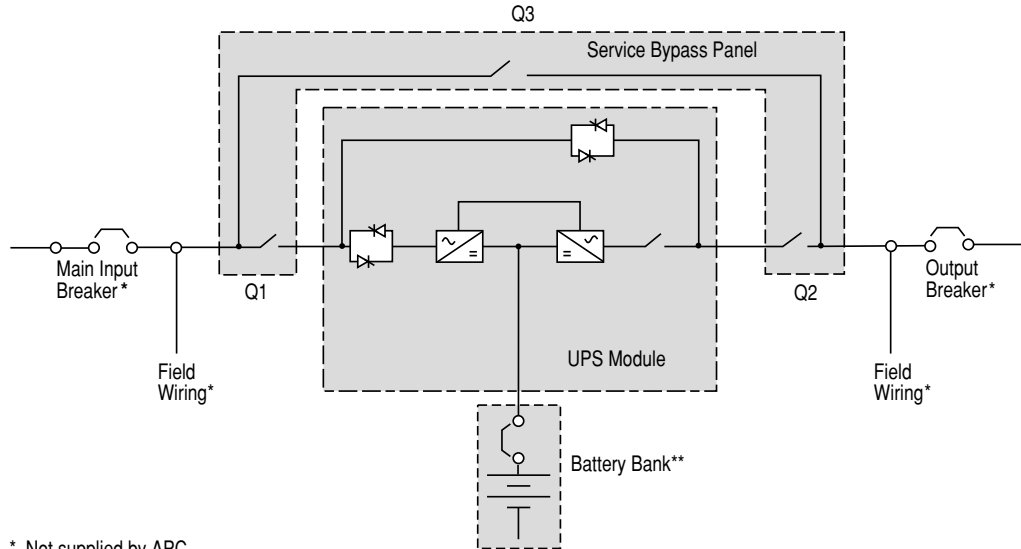 Q3
Service Bypass Panel
Main Input
Breaker*
Q1
Q2
Output
Breaker*
Field
Wiring*
UPS Module
Field
Wiring*
Battery Bank**
* Not supplied by APC